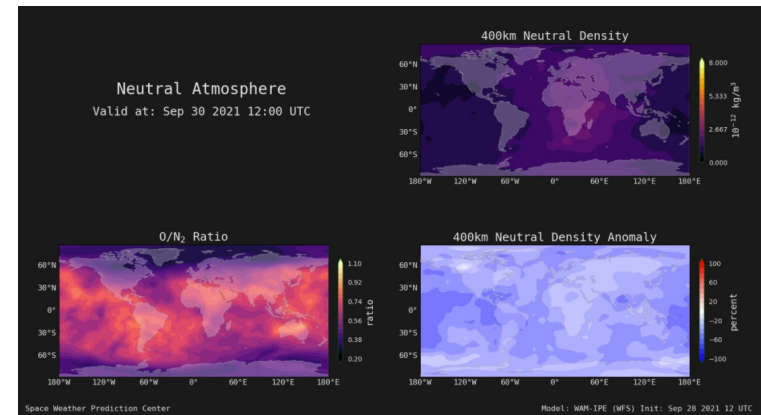 400km Neutral Density
Neutral Atmosphere
Valid at: Sep 30 2021 12:00 UTC
60°N
30°N
0°
30°S
60°S
180°W 120°W 60°W 0° 60°E 120°E 180°E
8.000
5.333
2.667
0.000
10⁻¹² kg/m³
O/N₂ Ratio
60°N
30°N
0°
30°S
60°S
180°W 120°W 60°W 0° 60°E 120°E 180°E
1.10
0.92
0.74
0.56
0.38
0.20
ratio
400km Neutral Density Anomaly
60°N
30°N
0°
30°S
60°S
180°W 120°W 60°W 0° 60°E 120°E 180°E
100
60
20
−20
−60
−100
percent
Space Weather Prediction Center
Model: WAM-IPE (WFS) Init: Sep 28 2021 12 UTC